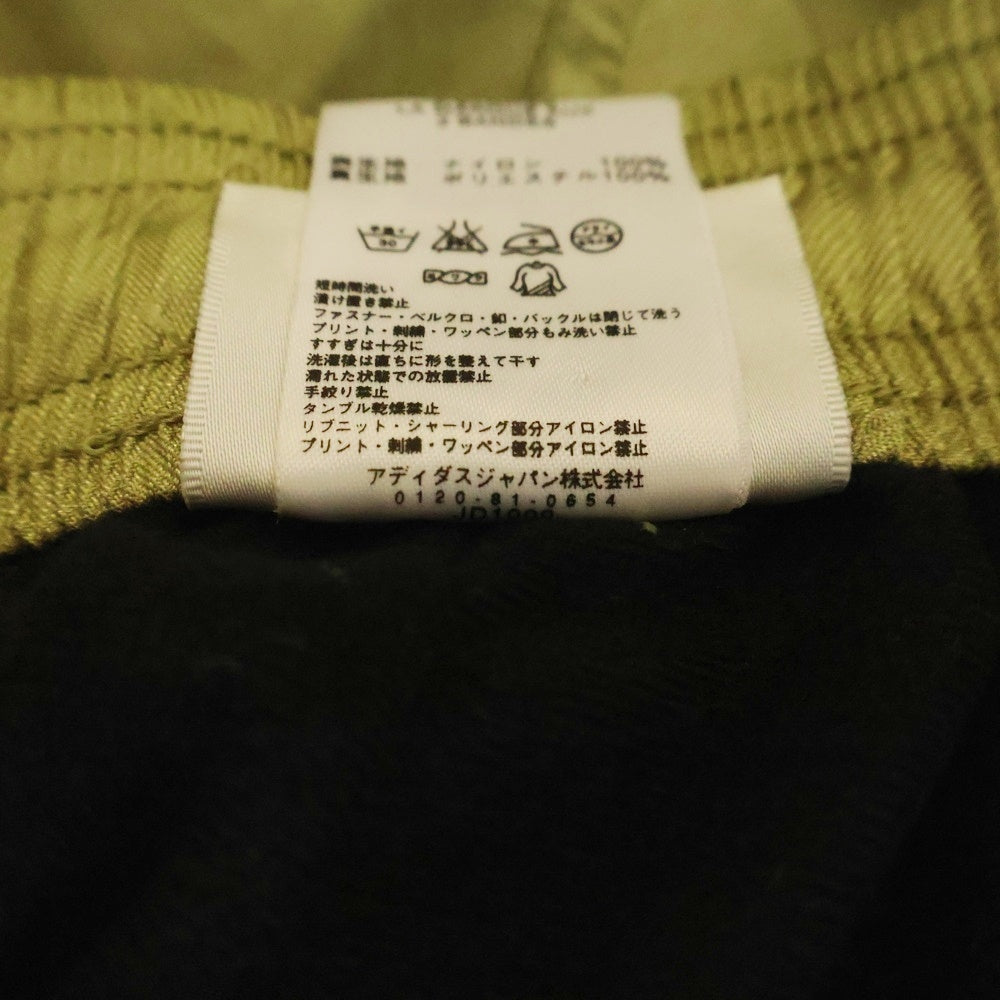 3 BANDES
ナイロン 100%
ポリエステル100%
手洗イ
30
短時間洗い
漬け置き禁止
ファスナー・ベルクロ・釦・バックルは閉じて洗う
プリント・刺繍・ワッペン部分もみ洗い禁止
すすぎは十分に
洗濯後は直ちに形を整えて干す
濡れた状態での放置禁止
手絞り禁止
タンブル乾燥禁止
リブニット・シャーリング部分アイロン禁止
プリント・刺繍・ワッペン部分アイロン禁止
アディダスジャパン株式会社
0120-81-0654